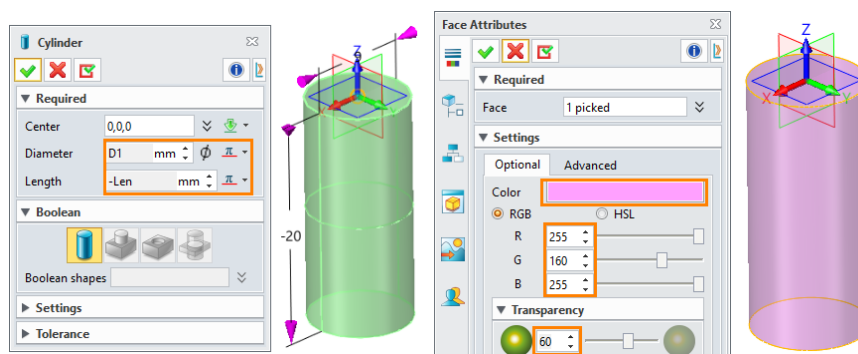 Cylinder
Required
Center 0,0,0
Diameter D1 mm
Length -Len mm
Boolean
Boolean shapes
Settings
Tolerance
Z
X
Y
-20
Face Attributes
Required
Face 1 picked
Settings
Optional Advanced
Color
RGB HSL
R 255
G 160
B 255
Transparency
60
Z
X
Y